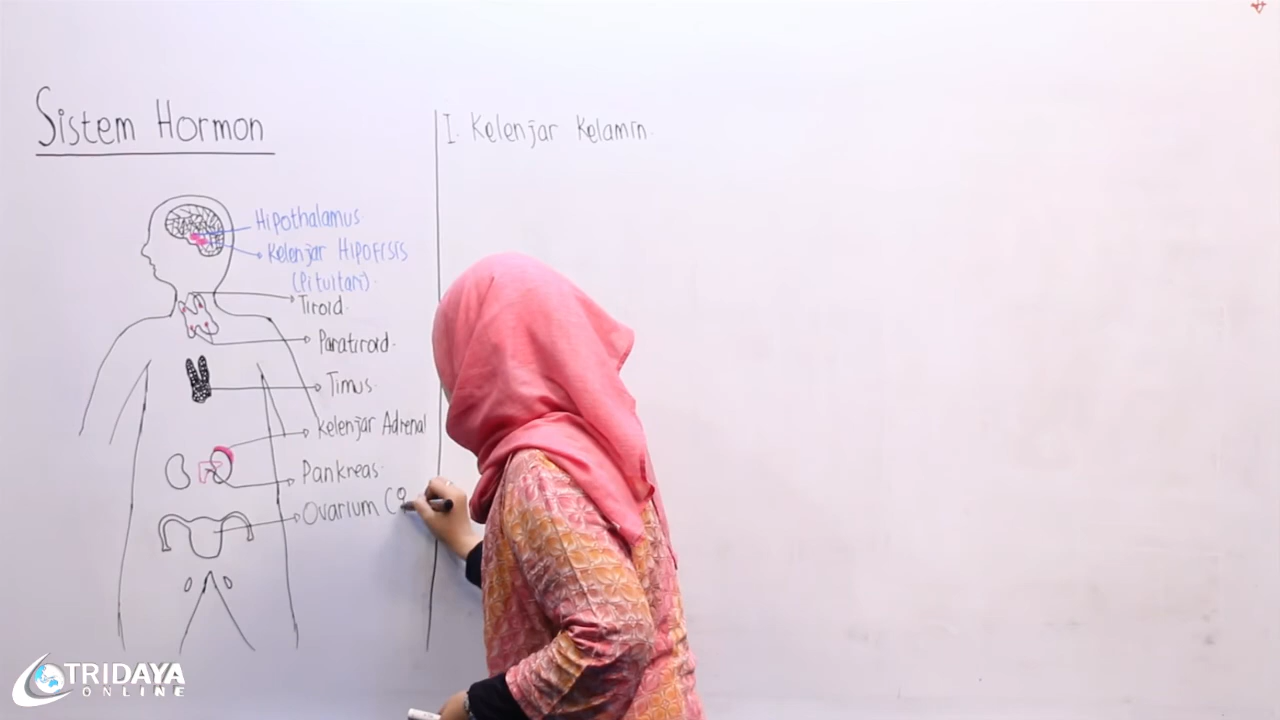 Sistem Hormon
I. Kelenjar Kelamin.
Hipothalamus.
Kelenjar HIPOFISIS
(Pituitari).
Tiroid.
Paratiroid.
Timus.
Kelenjar Adrenal
Pankreas.
Ovarium (♀
TRIDAYA
ONLINE